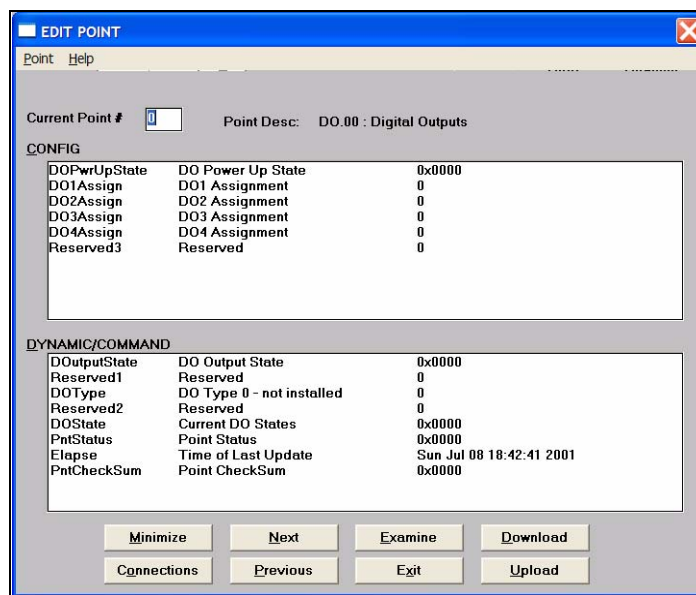 EDIT POINT
Point Help
Current Point # 0 Point Desc: DO.00 : Digital Outputs
CONFIG
DOPwrUpState DO Power Up State 0x0000
DO1Assign DO1 Assignment 0
DO2Assign DO2 Assignment 0
DO3Assign DO3 Assignment 0
DO4Assign DO4 Assignment 0
Reserved3 Reserved 0
DYNAMIC/COMMAND
DOutputState DO Output State 0x0000
Reserved1 Reserved 0
DOType DO Type 0 - not installed 0
Reserved2 Reserved 0
DOState Current DO States 0x0000
PntStatus Point Status 0x0000
Elapse Time of Last Update Sun Jul 08 18:42:41 2001
PntCheckSum Point CheckSum 0x0000
Minimize Next Examine Download
Connections Previous Exit Upload